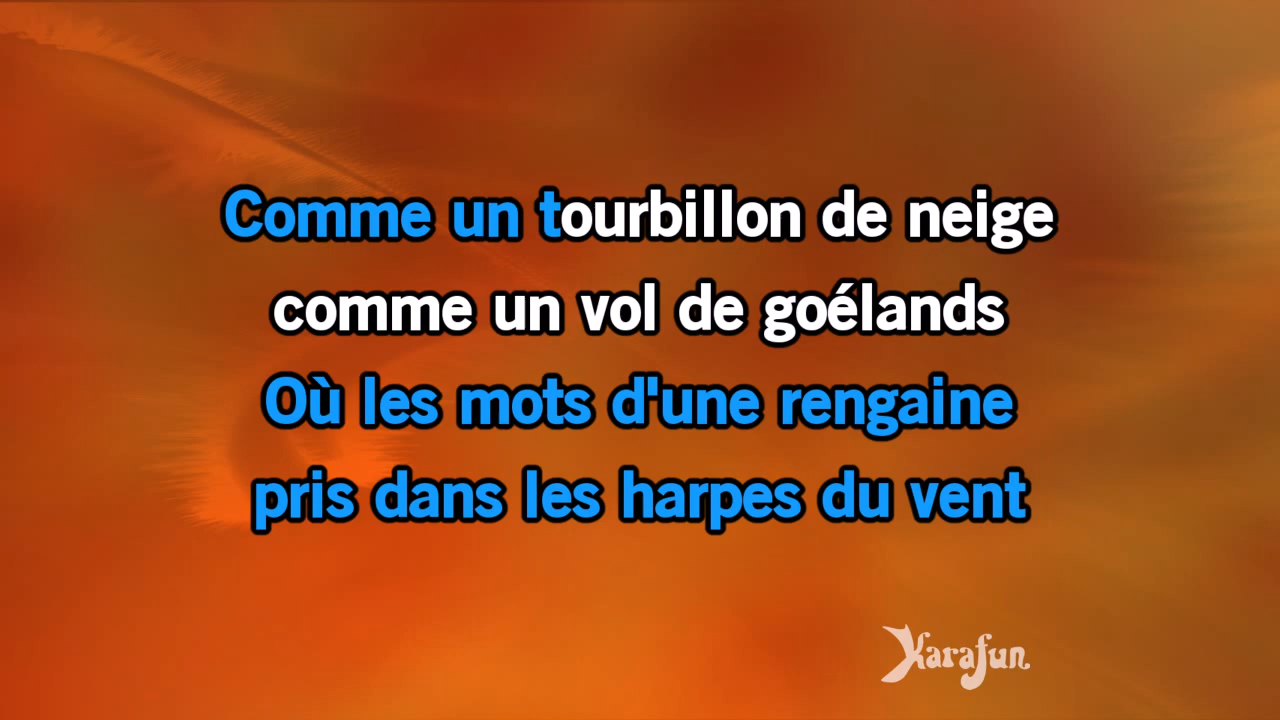 Comme un tourbillon de neige
comme un vol de goélands
Où les mots d'une rengaine
pris dans les harpes du vent
Karafun